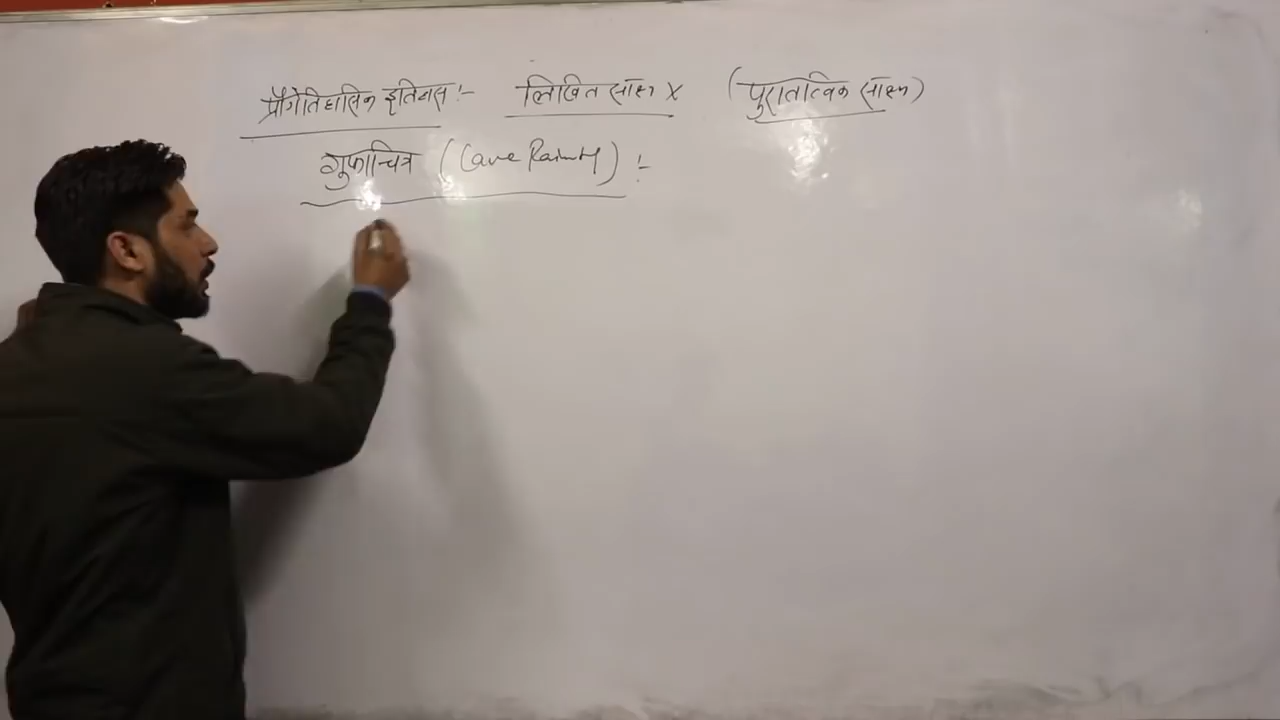 प्रागैतिहासिक इतिहास :- लिखित साक्ष्य X (पुरातात्विक साक्ष्य)
गुफाचित्र (Cave Painting) :-